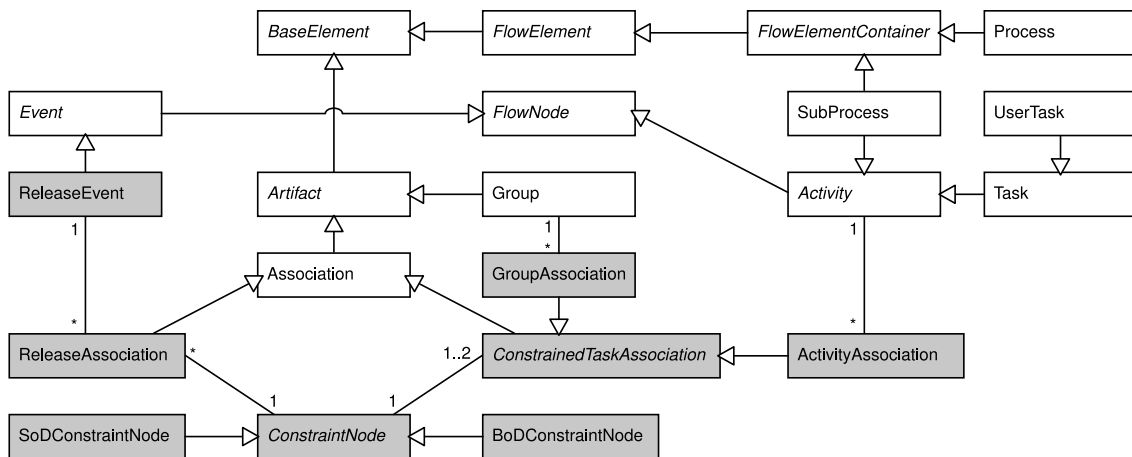 BaseElement
FlowElement
FlowElementContainer
Process
Event
FlowNode
SubProcess
UserTask
ReleaseEvent
Artifact
Group
Activity
Task
1
1
1
*
Association
GroupAssociation
*
*
ReleaseAssociation
*
1..2
ConstrainedTaskAssociation
ActivityAssociation
1
1
SoDConstraintNode
ConstraintNode
BoDConstraintNode